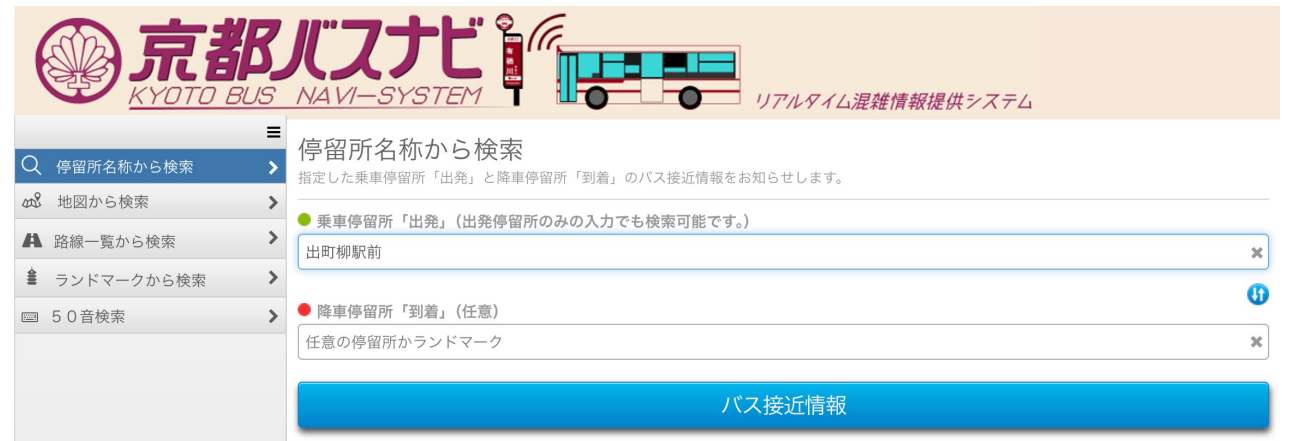 京都バスナビ
KYOTO BUS NAVI-SYSTEM
有栖川
リアルタイム混雑情報提供システム
停留所名称から検索
地図から検索
路線一覧から検索
ランドマークから検索
５０音検索
停留所名称から検索
指定した乗車停留所「出発」と降車停留所「到着」のバス接近情報をお知らせします。
乗車停留所「出発」（出発停留所のみの入力でも検索可能です。）
出町柳駅前
降車停留所「到着」（任意）
任意の停留所かランドマーク
バス接近情報